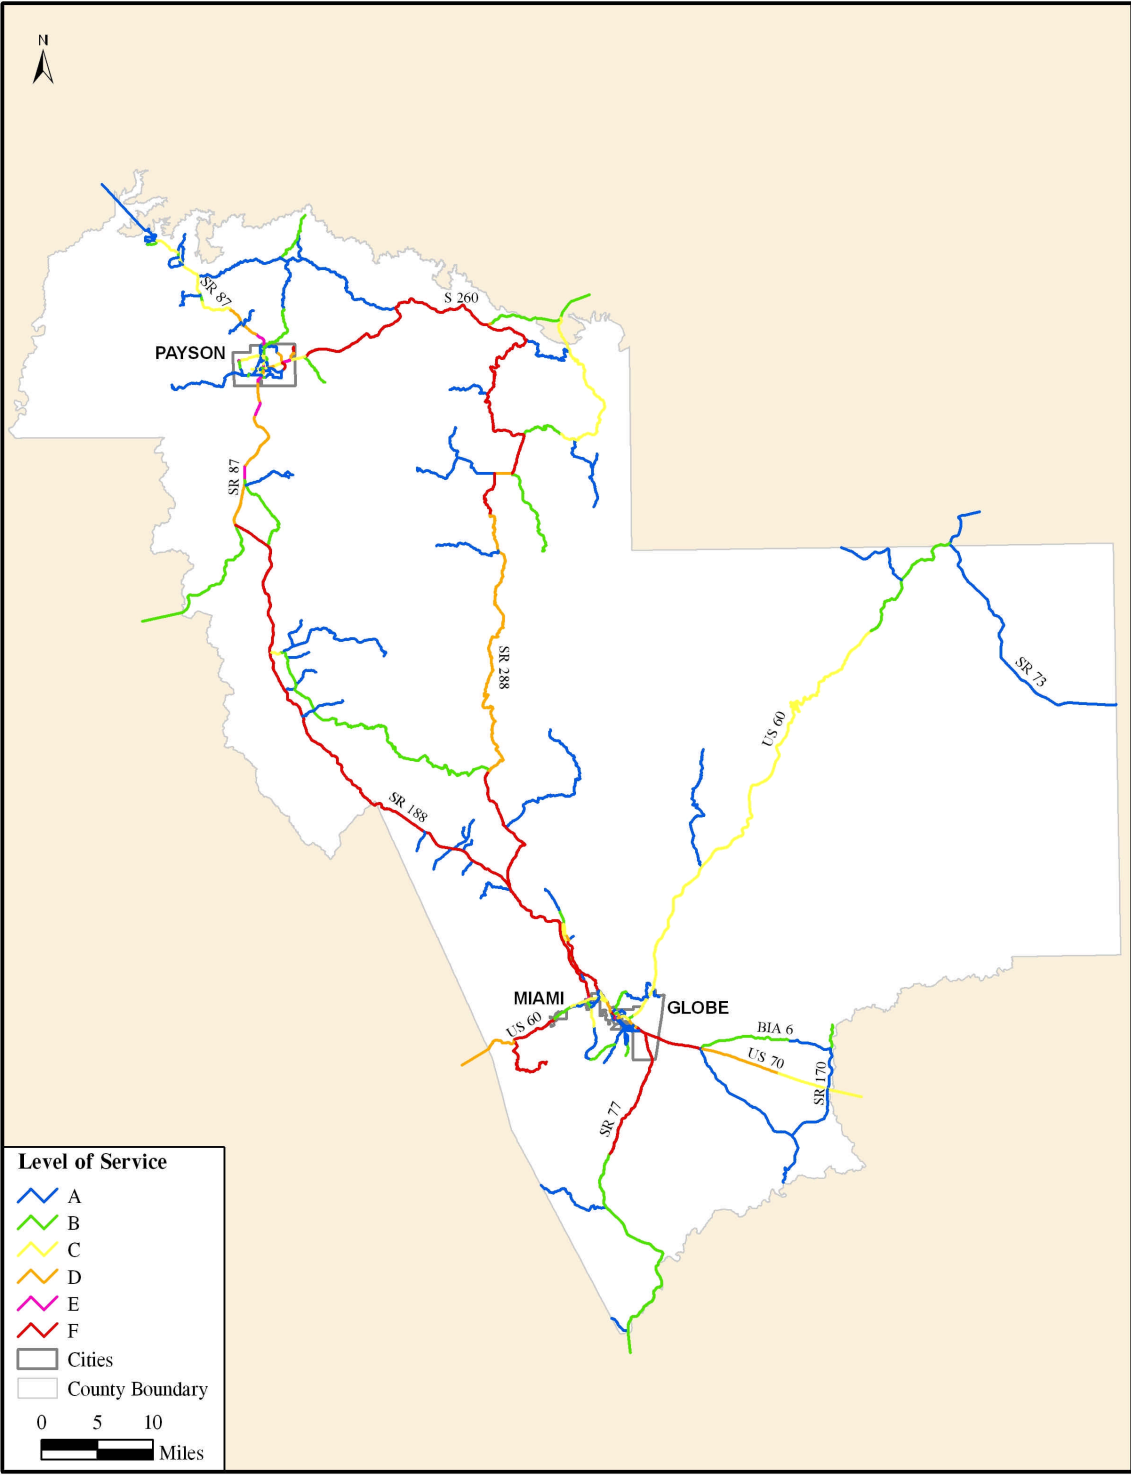 N
SR 87
S 260
PAYSON
SR 87
SR 288
SR 73
US 60
SR 188
MIAMI
GLOBE
US 60
BIA 6
US 70
SR 170
SR 77
Level of Service
A
B
C
D
E
F
Cities
County Boundary
0 5 10
Miles